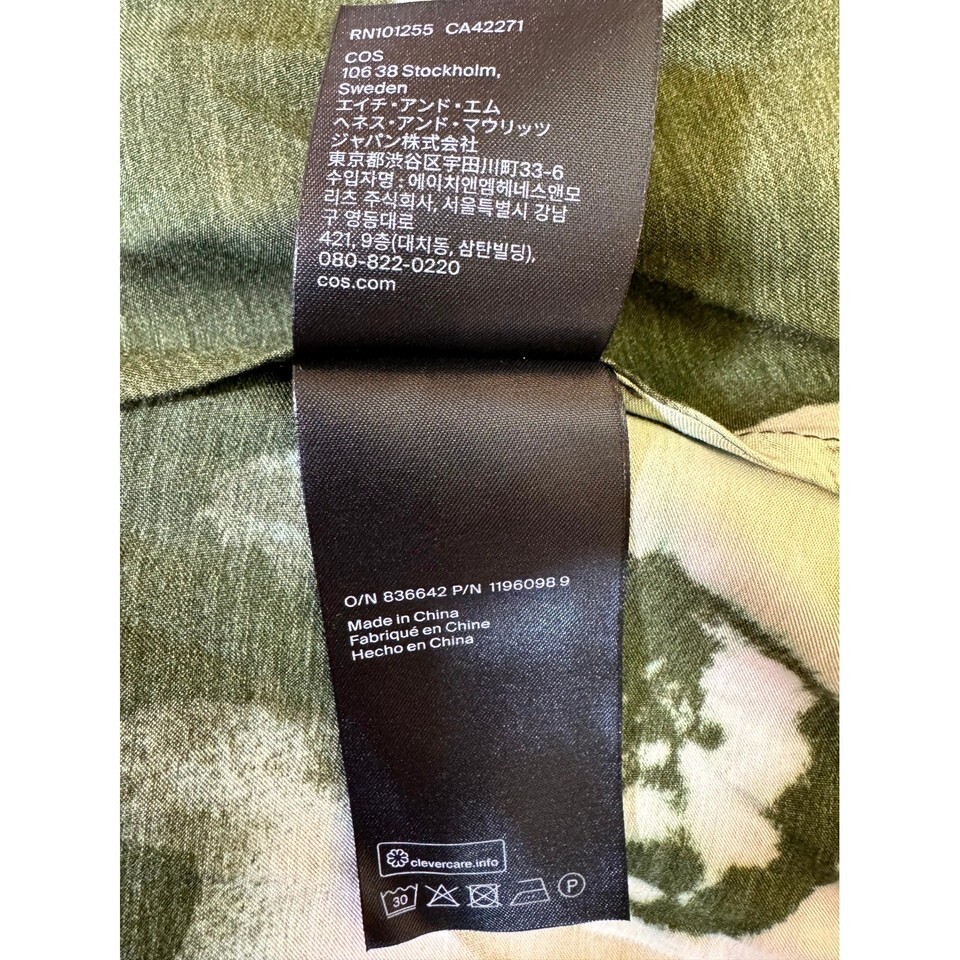 RN101255 CA42271
COS
106 38 Stockholm,
Sweden
エイチ・アンド・エム
ヘネス・アンド・マウリッツ
ジャパン株式会社
東京都渋谷区宇田川町33-6
수입자명 : 에이치앤엠헤네스앤모
리츠 주식회사, 서울특별시 강남
구 영동대로
421, 9층(대치동, 삼탄빌딩),
080-822-0220
cos.com
O/N 836642 P/N 1196098 9
Made in China
Fabriqué en Chine
Hecho en China
clevercare.info
30 P